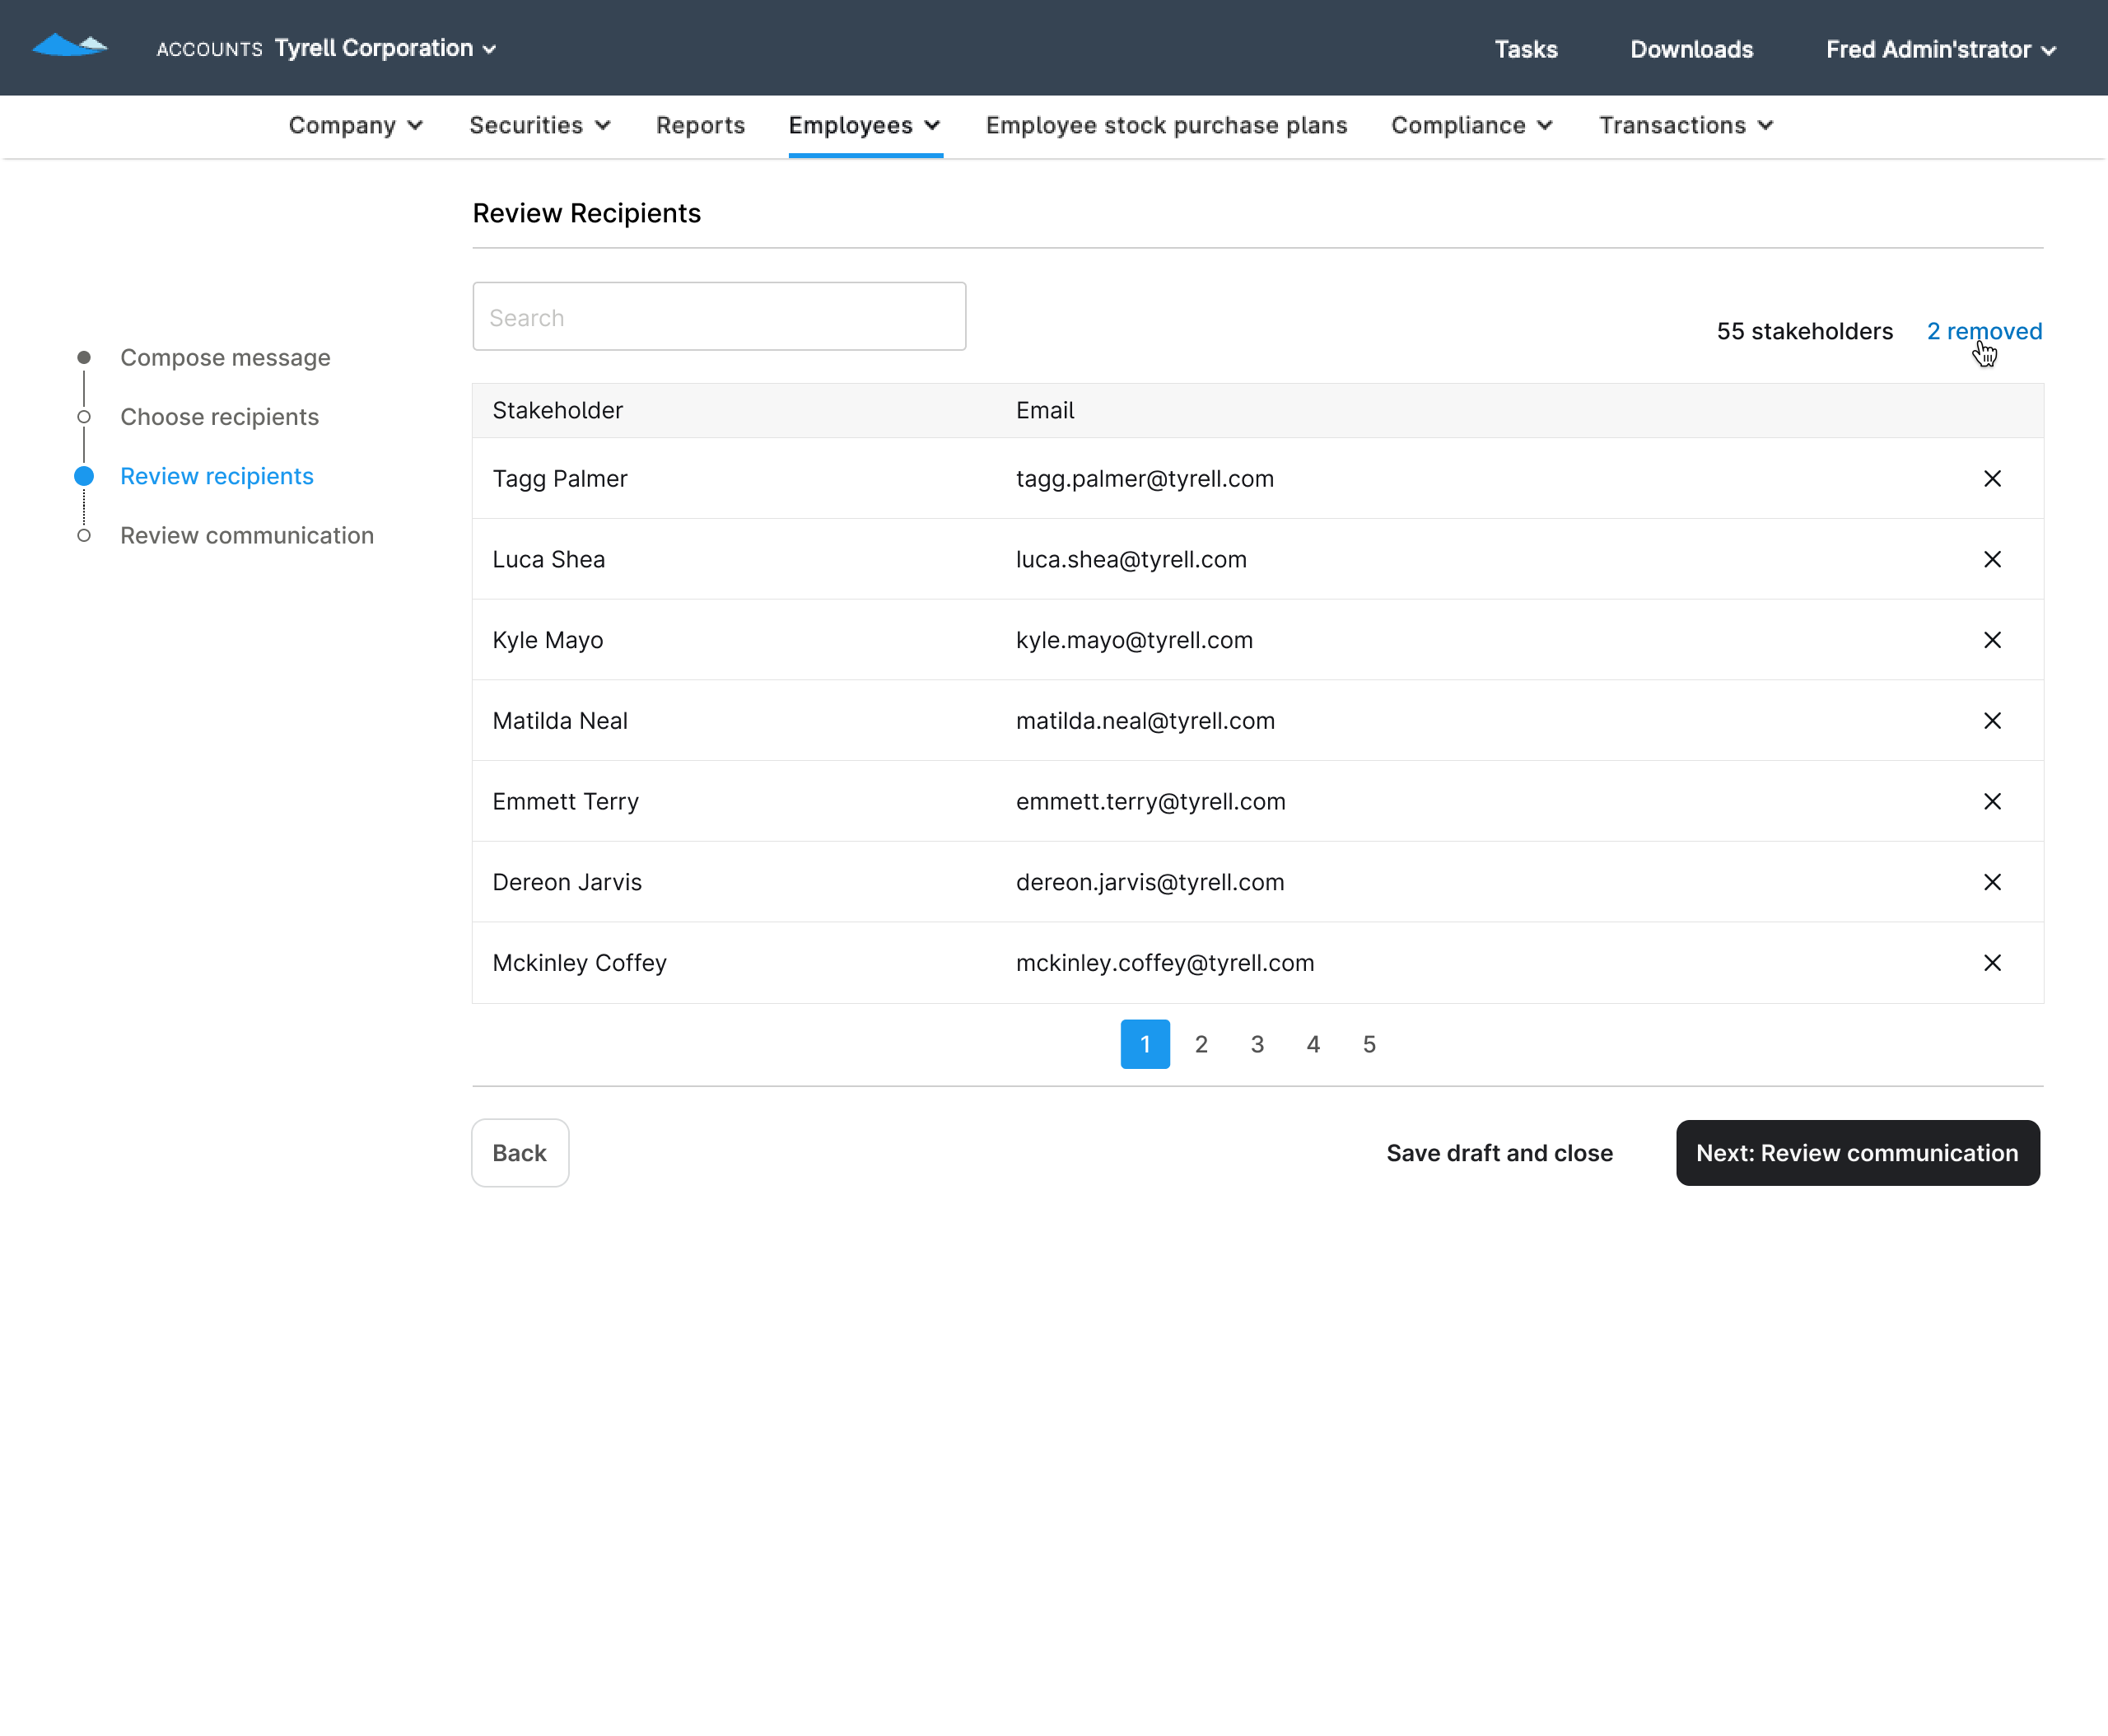 ACCOUNTS Tyrell Corporation Tasks Downloads Fred Admin'strator
Company Securities Reports Employees Employee stock purchase plans Compliance Transactions
Review Recipients
Search
55 stakeholders 2 removed
Compose message
Choose recipients
Review recipients
Review communication
Stakeholder Email
Tagg Palmer tagg.palmer@tyrell.com
Luca Shea luca.shea@tyrell.com
Kyle Mayo kyle.mayo@tyrell.com
Matilda Neal matilda.neal@tyrell.com
Emmett Terry emmett.terry@tyrell.com
Dereon Jarvis dereon.jarvis@tyrell.com
Mckinley Coffey mckinley.coffey@tyrell.com
1 2 3 4 5
Back Save draft and close Next: Review communication